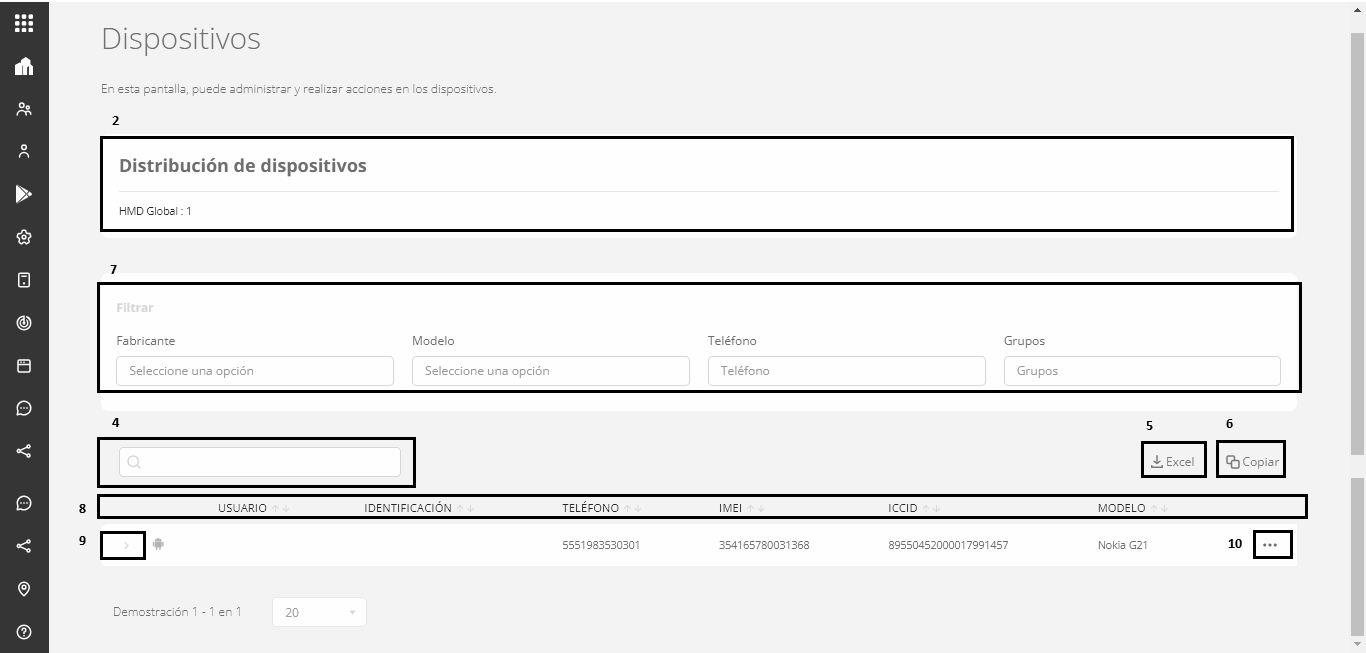 Dispositivos
En esta pantalla, puede administrar y realizar acciones en los dispositivos.
2
Distribución de dispositivos
HMD Global : 1
7
Filtrar
Fabricante Modelo Teléfono Grupos
Seleccione una opción Seleccione una opción Teléfono Grupos
4 5 6
Excel Copiar
8 USUARIO ↑↓ IDENTIFICACIÓN ↑↓ TELÉFONO ↑↓ IMEI ↑↓ ICCID ↑↓ MODELO ↑↓
9 5551983530301 354165780031368 89550452000017991457 Nokia G21 10 •••
Demostración 1 - 1 en 1 20